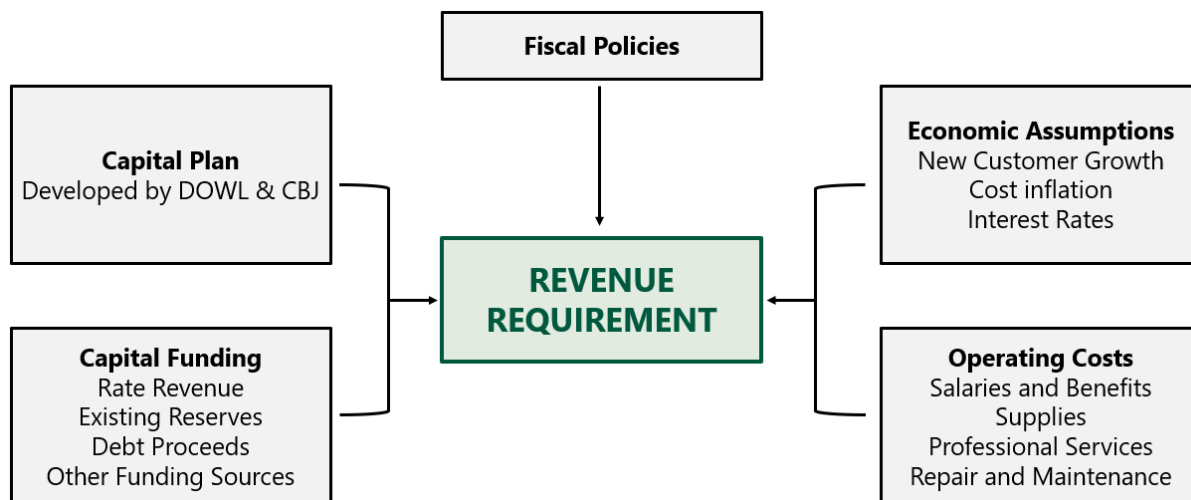 Fiscal Policies
Capital Plan
Developed by DOWL & CBJ
Economic Assumptions
New Customer Growth
Cost inflation
Interest Rates
REVENUE
REQUIREMENT
Capital Funding
Rate Revenue
Existing Reserves
Debt Proceeds
Other Funding Sources
Operating Costs
Salaries and Benefits
Supplies
Professional Services
Repair and Maintenance